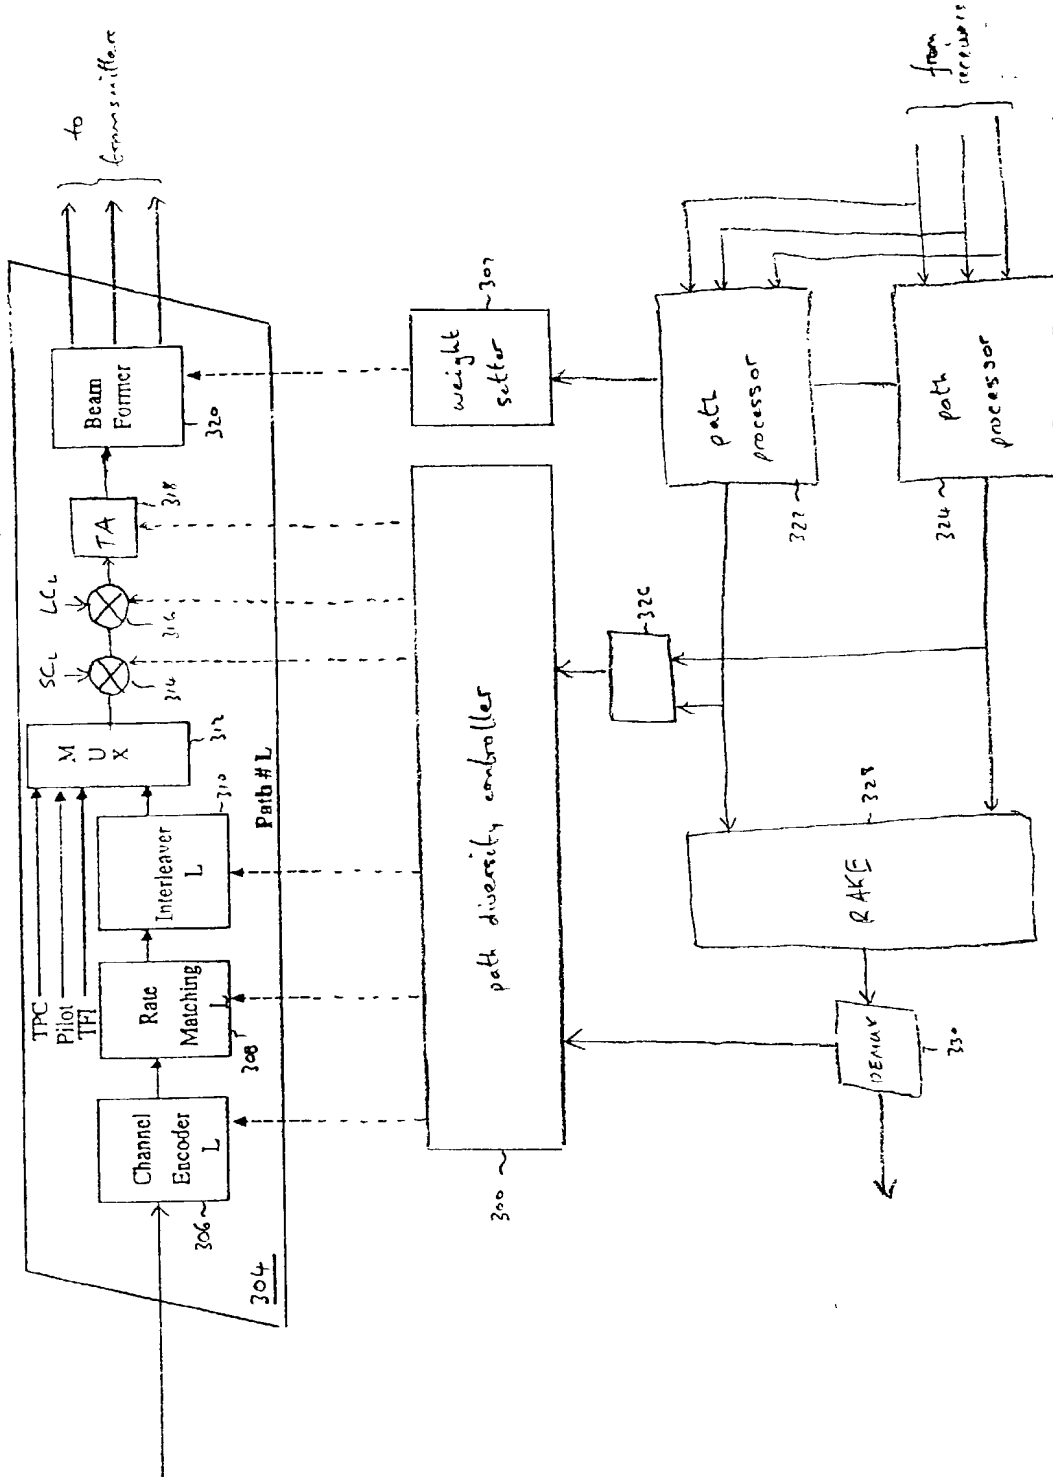 to
from
receivers
Beam
Former
320
TA
318
LCL
316
SCL
314
M
U
X
312
TPC
Pilot
TFI
Interleaver
L
310
Rate
Matching
L
308
Channel
Encoder
L
306
304
Path # L
weight
setter
307
path diversity controller
300
path
processor
322
path
processor
324
326
RAKE
328
DEMUX
330